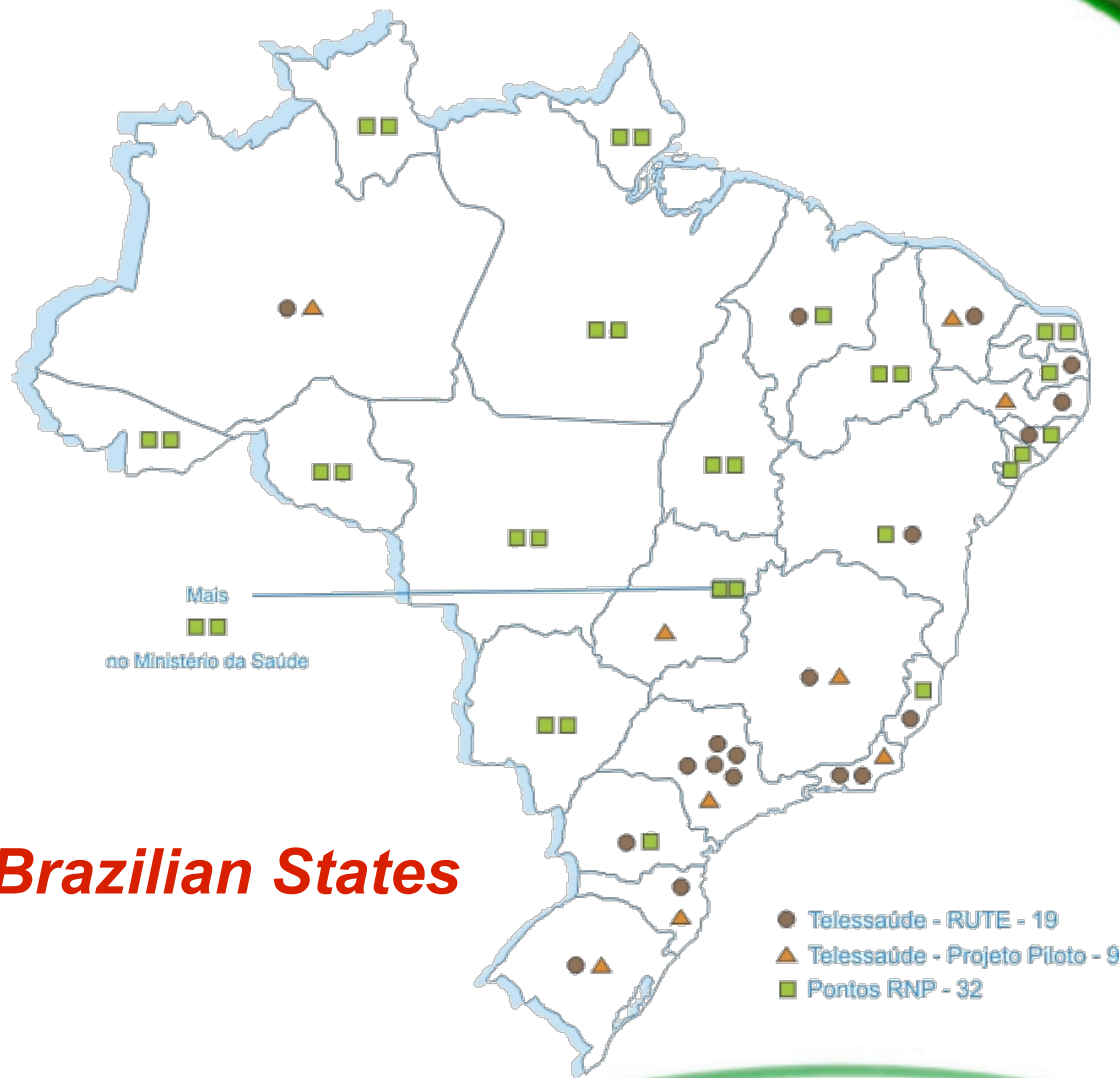 Mais
no Ministério da Saúde
Brazilian States
Telessaúde - RUTE - 19
Telessaúde - Projeto Piloto - 9
Pontos RNP - 32